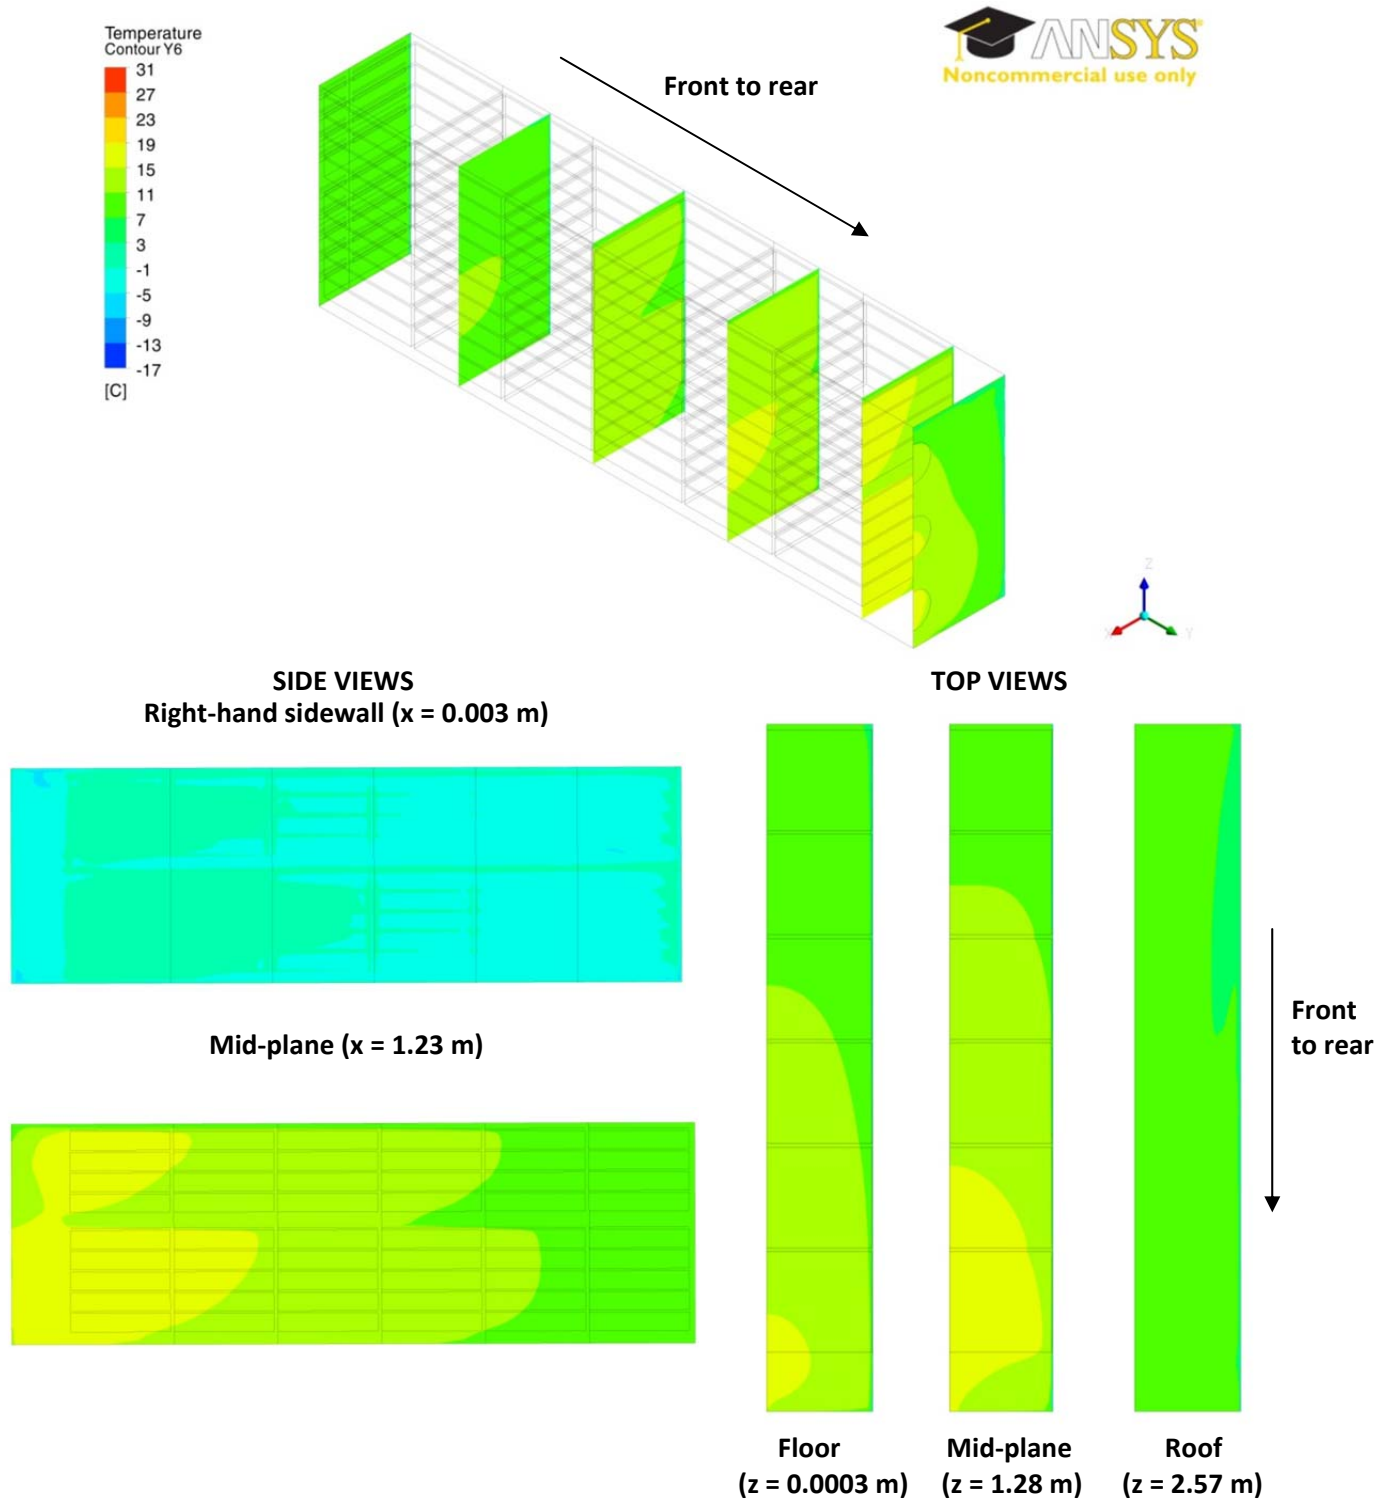 Temperature
Contour Y6
31
27
23
19
15
11
7
3
-1
-5
-9
-13
-17
[C]
Front to rear
ANSYS
Noncommercial use only
Z
X
Y
SIDE VIEWS
Right-hand sidewall (x = 0.003 m)
Mid-plane (x = 1.23 m)
TOP VIEWS
Front
to rear
Floor
(z = 0.0003 m)
Mid-plane
(z = 1.28 m)
Roof
(z = 2.57 m)